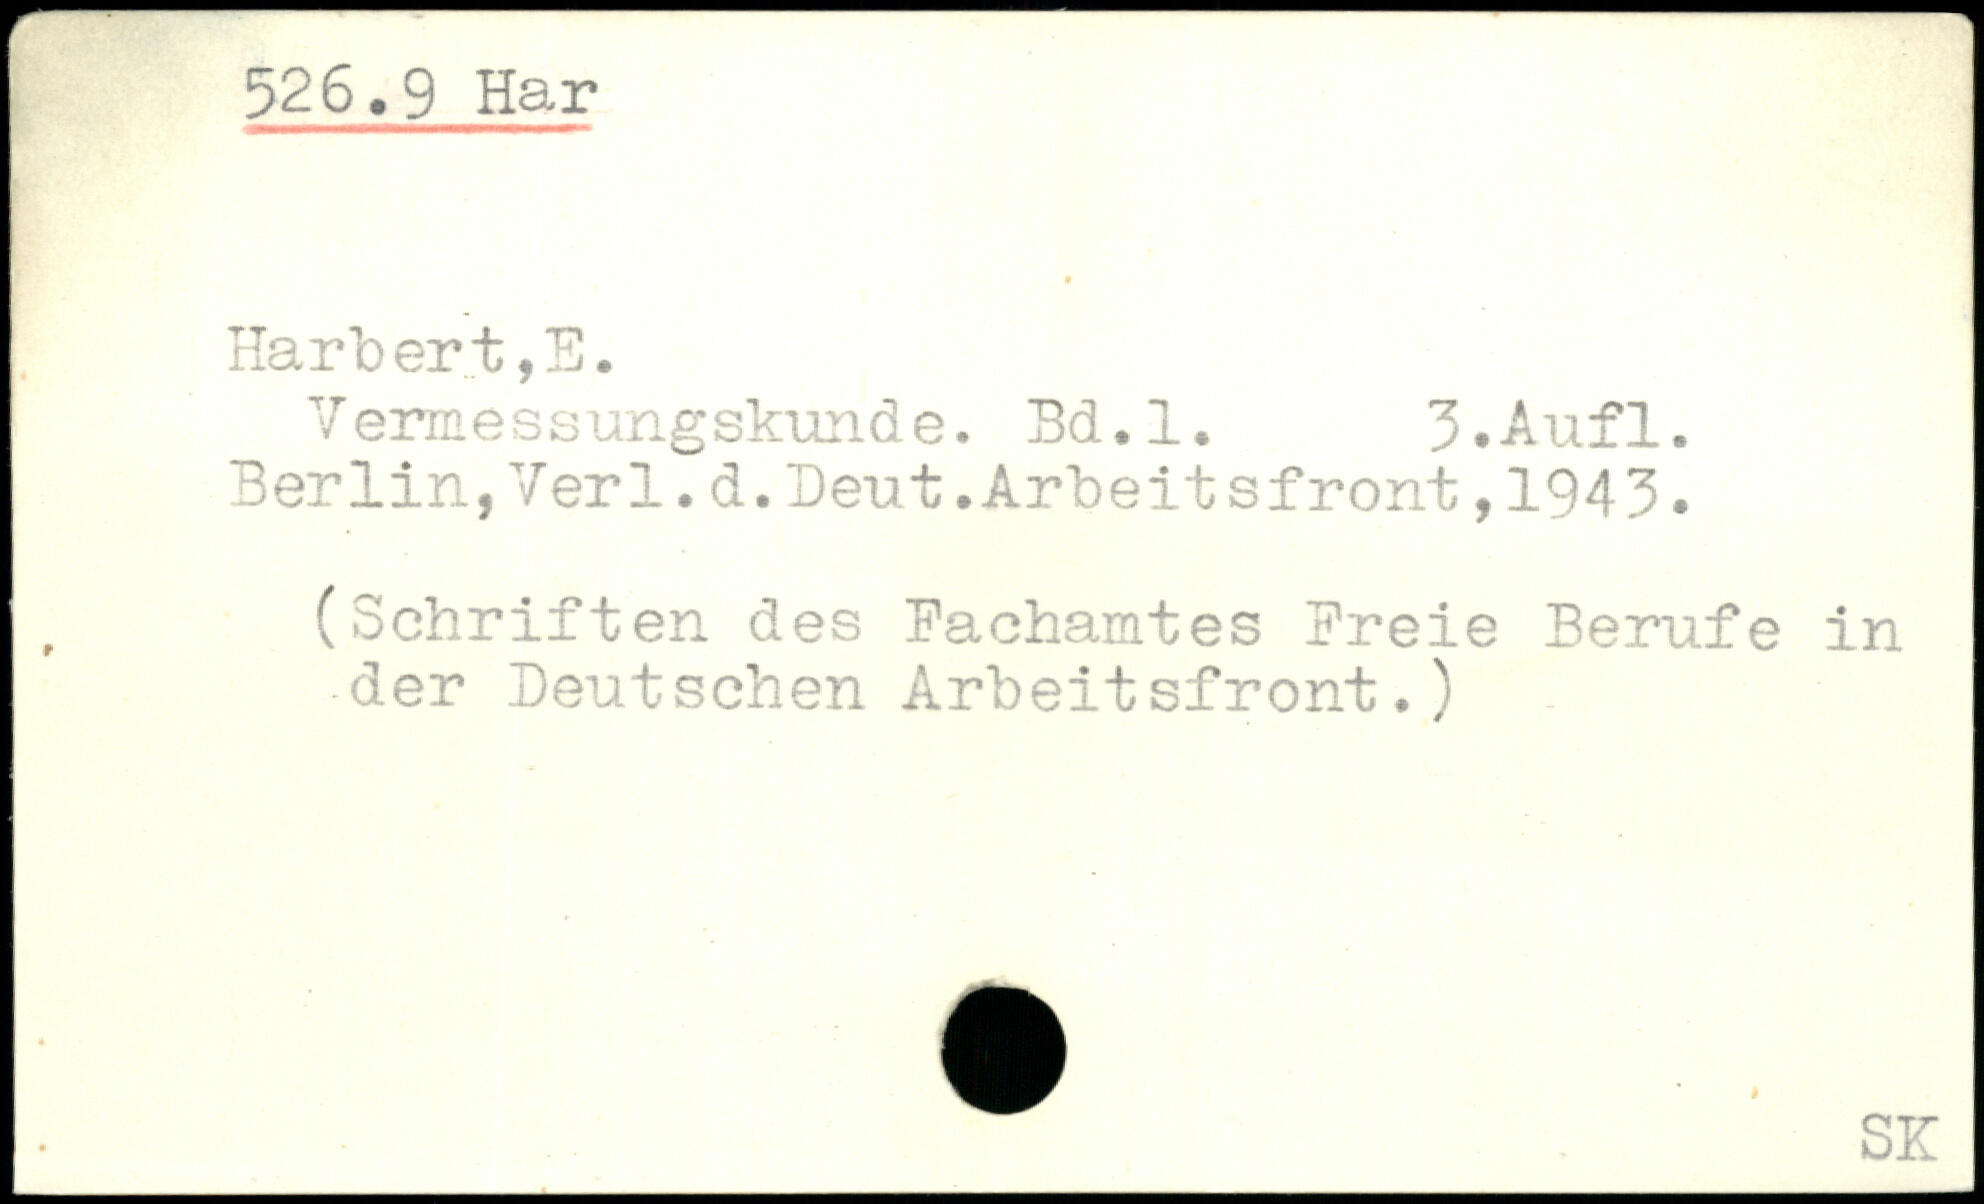 526.9 Har
Harbert,E.
Vermessungskunde. Bd.1. 3.Aufl.
Berlin,Verl.d.Deut.Arbeitsfront,1943.
(Schriften des Fachamtes Freie Berufe in
der Deutschen Arbeitsfront.)
SK